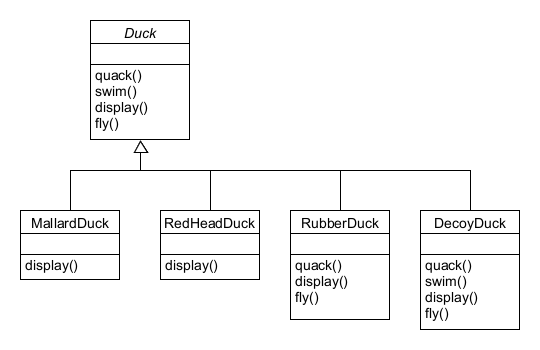 Duck
quack()
swim()
display()
fly()
MallardDuck
display()
RedHeadDuck
display()
RubberDuck
quack()
display()
fly()
DecoyDuck
quack()
swim()
display()
fly()